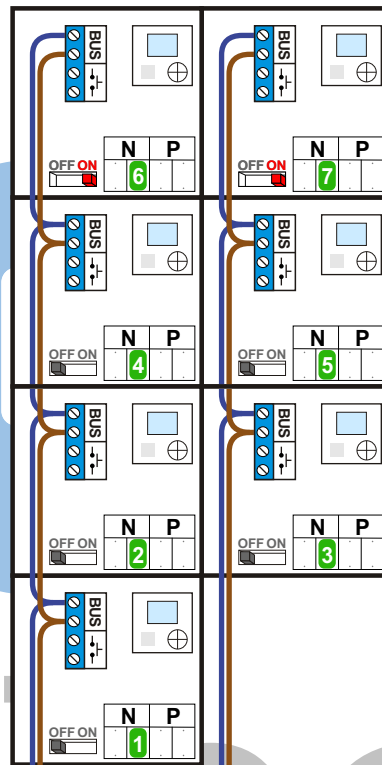 BUS BUS
N P N P
OFF ON 6 OFF ON 7
BUS BUS
N P N P
OFF ON 4 OFF ON 5
BUS BUS
N P N P
OFF ON 2 OFF ON 3
BUS
N P
OFF ON 1